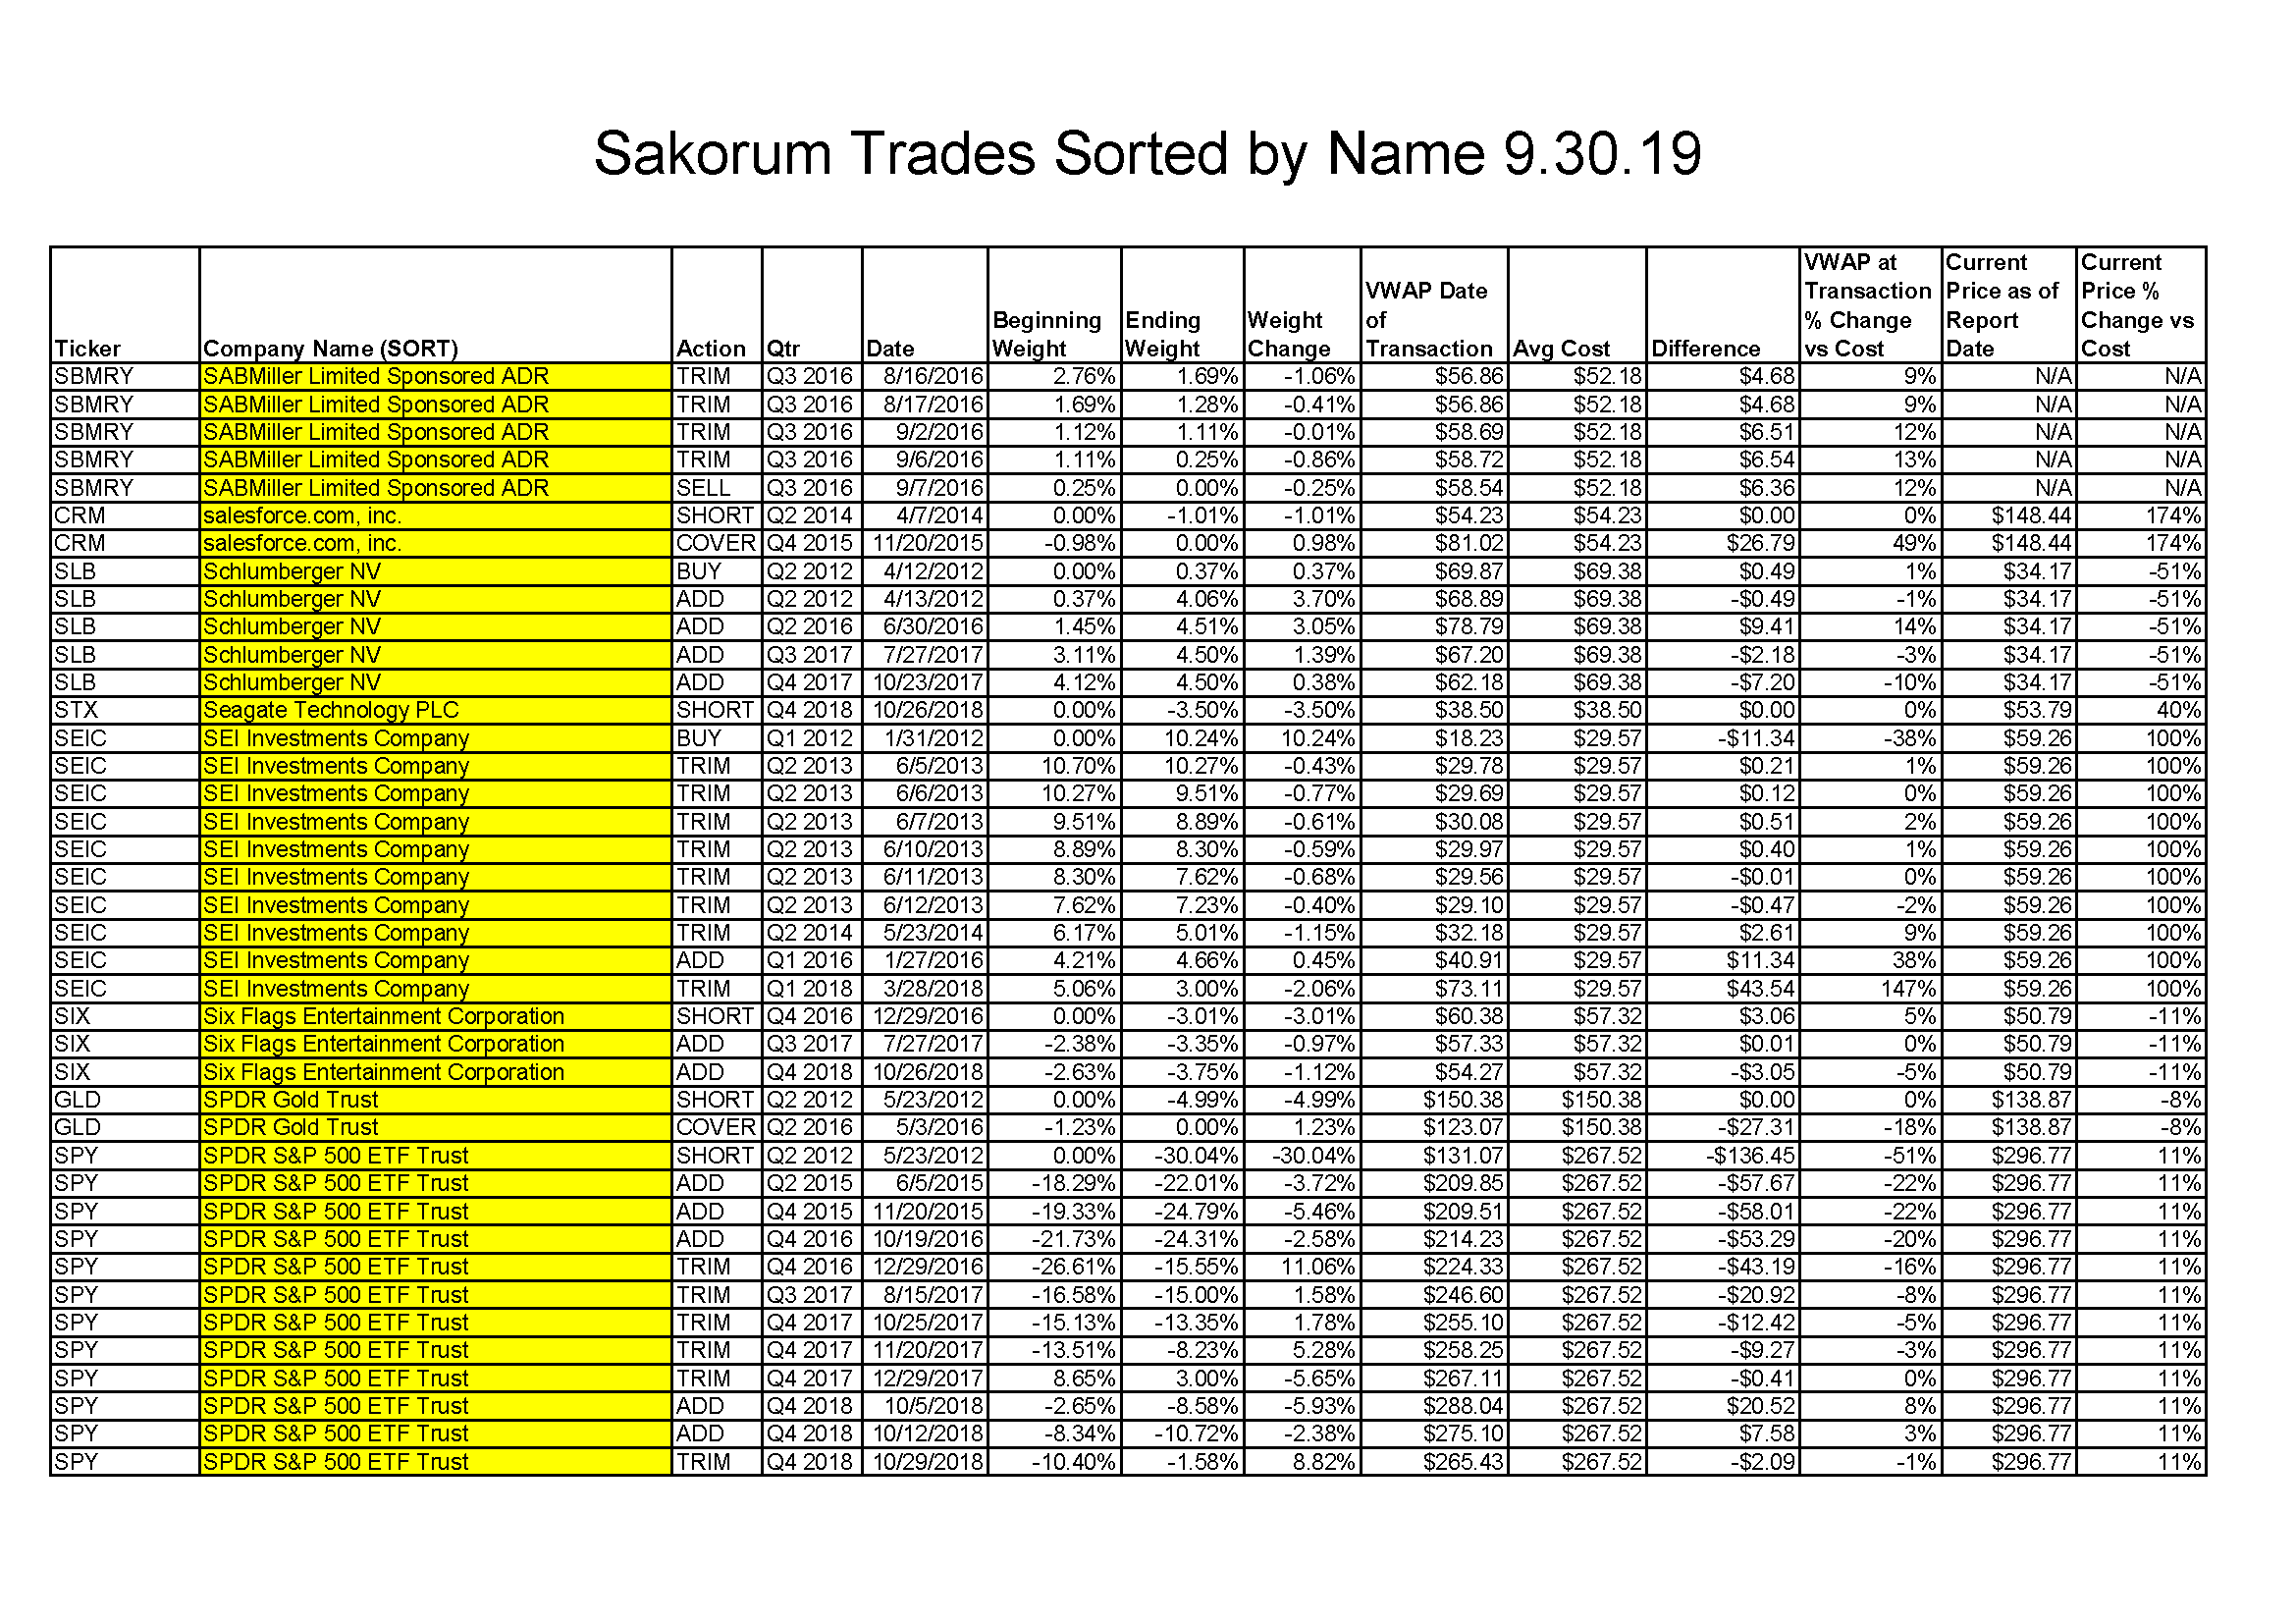 Sakorum Trades Sorted by Name 9.30.19
Ticker Company Name (SORT) Action Qtr Date Beginning Weight Ending Weight Weight Change VWAP Date of Transaction Avg Cost Difference VWAP at Transaction % Change vs Cost Current Price as of Report Date Current Price % Change vs Cost
SBMRY SABMiller Limited Sponsored ADR TRIM Q3 2016 8/16/2016 2.76% 1.69% -1.06% $56.86 $52.18 $4.68 9% N/A N/A
SBMRY SABMiller Limited Sponsored ADR TRIM Q3 2016 8/17/2016 1.69% 1.28% -0.41% $56.86 $52.18 $4.68 9% N/A N/A
SBMRY SABMiller Limited Sponsored ADR TRIM Q3 2016 9/2/2016 1.12% 1.11% -0.01% $58.69 $52.18 $6.51 12% N/A N/A
SBMRY SABMiller Limited Sponsored ADR TRIM Q3 2016 9/6/2016 1.11% 0.25% -0.86% $58.72 $52.18 $6.54 13% N/A N/A
SBMRY SABMiller Limited Sponsored ADR SELL Q3 2016 9/7/2016 0.25% 0.00% -0.25% $58.54 $52.18 $6.36 12% N/A N/A
CRM salesforce.com, inc. SHORT Q2 2014 4/7/2014 0.00% -1.01% -1.01% $54.23 $54.23 $0.00 0% $148.44 174%
CRM salesforce.com, inc. COVER Q4 2015 11/20/2015 -0.98% 0.00% 0.98% $81.02 $54.23 $26.79 49% $148.44 174%
SLB Schlumberger NV BUY Q2 2012 4/12/2012 0.00% 0.37% 0.37% $69.87 $69.38 $0.49 1% $34.17 -51%
SLB Schlumberger NV ADD Q2 2012 4/13/2012 0.37% 4.06% 3.70% $68.89 $69.38 -$0.49 -1% $34.17 -51%
SLB Schlumberger NV ADD Q2 2016 6/30/2016 1.45% 4.51% 3.05% $78.79 $69.38 $9.41 14% $34.17 -51%
SLB Schlumberger NV ADD Q3 2017 7/27/2017 3.11% 4.50% 1.39% $67.20 $69.38 -$2.18 -3% $34.17 -51%
SLB Schlumberger NV ADD Q4 2017 10/23/2017 4.12% 4.50% 0.38% $62.18 $69.38 -$7.20 -10% $34.17 -51%
STX Seagate Technology PLC SHORT Q4 2018 10/26/2018 0.00% -3.50% -3.50% $38.50 $38.50 $0.00 0% $53.79 40%
SEIC SEI Investments Company BUY Q1 2012 1/31/2012 0.00% 10.24% 10.24% $18.23 $29.57 -$11.34 -38% $59.26 100%
SEIC SEI Investments Company TRIM Q2 2013 6/5/2013 10.70% 10.27% -0.43% $29.78 $29.57 $0.21 1% $59.26 100%
SEIC SEI Investments Company TRIM Q2 2013 6/6/2013 10.27% 9.51% -0.77% $29.69 $29.57 $0.12 0% $59.26 100%
SEIC SEI Investments Company TRIM Q2 2013 6/7/2013 9.51% 8.89% -0.61% $30.08 $29.57 $0.51 2% $59.26 100%
SEIC SEI Investments Company TRIM Q2 2013 6/10/2013 8.89% 8.30% -0.59% $29.97 $29.57 $0.40 1% $59.26 100%
SEIC SEI Investments Company TRIM Q2 2013 6/11/2013 8.30% 7.62% -0.68% $29.56 $29.57 -$0.01 0% $59.26 100%
SEIC SEI Investments Company TRIM Q2 2013 6/12/2013 7.62% 7.23% -0.40% $29.10 $29.57 -$0.47 -2% $59.26 100%
SEIC SEI Investments Company TRIM Q2 2014 5/23/2014 6.17% 5.01% -1.15% $32.18 $29.57 $2.61 9% $59.26 100%
SEIC SEI Investments Company ADD Q1 2016 1/27/2016 4.21% 4.66% 0.45% $40.91 $29.57 $11.34 38% $59.26 100%
SEIC SEI Investments Company TRIM Q1 2018 3/28/2018 5.06% 3.00% -2.06% $73.11 $29.57 $43.54 147% $59.26 100%
SIX Six Flags Entertainment Corporation SHORT Q4 2016 12/29/2016 0.00% -3.01% -3.01% $60.38 $57.32 $3.06 5% $50.79 -11%
SIX Six Flags Entertainment Corporation ADD Q3 2017 7/27/2017 -2.38% -3.35% -0.97% $57.33 $57.32 $0.01 0% $50.79 -11%
SIX Six Flags Entertainment Corporation ADD Q4 2018 10/26/2018 -2.63% -3.75% -1.12% $54.27 $57.32 -$3.05 -5% $50.79 -11%
GLD SPDR Gold Trust SHORT Q2 2012 5/23/2012 0.00% -4.99% -4.99% $150.38 $150.38 $0.00 0% $138.87 -8%
GLD SPDR Gold Trust COVER Q2 2016 5/3/2016 -1.23% 0.00% 1.23% $123.07 $150.38 -$27.31 -18% $138.87 -8%
SPY SPDR S&P 500 ETF Trust SHORT Q2 2012 5/23/2012 0.00% -30.04% -30.04% $131.07 $267.52 -$136.45 -51% $296.77 11%
SPY SPDR S&P 500 ETF Trust ADD Q2 2015 6/5/2015 -18.29% -22.01% -3.72% $209.85 $267.52 -$57.67 -22% $296.77 11%
SPY SPDR S&P 500 ETF Trust ADD Q4 2015 11/20/2015 -19.33% -24.79% -5.46% $209.51 $267.52 -$58.01 -22% $296.77 11%
SPY SPDR S&P 500 ETF Trust ADD Q4 2016 10/19/2016 -21.73% -24.31% -2.58% $214.23 $267.52 -$53.29 -20% $296.77 11%
SPY SPDR S&P 500 ETF Trust TRIM Q4 2016 12/29/2016 -26.61% -15.55% 11.06% $224.33 $267.52 -$43.19 -16% $296.77 11%
SPY SPDR S&P 500 ETF Trust TRIM Q3 2017 8/15/2017 -16.58% -15.00% 1.58% $246.60 $267.52 -$20.92 -8% $296.77 11%
SPY SPDR S&P 500 ETF Trust TRIM Q4 2017 10/25/2017 -15.13% -13.35% 1.78% $255.10 $267.52 -$12.42 -5% $296.77 11%
SPY SPDR S&P 500 ETF Trust TRIM Q4 2017 11/20/2017 -13.51% -8.23% 5.28% $258.25 $267.52 -$9.27 -3% $296.77 11%
SPY SPDR S&P 500 ETF Trust TRIM Q4 2017 12/29/2017 8.65% 3.00% -5.65% $267.11 $267.52 -$0.41 0% $296.77 11%
SPY SPDR S&P 500 ETF Trust ADD Q4 2018 10/5/2018 -2.65% -8.58% -5.93% $288.04 $267.52 $20.52 8% $296.77 11%
SPY SPDR S&P 500 ETF Trust ADD Q4 2018 10/12/2018 -8.34% -10.72% -2.38% $275.10 $267.52 $7.58 3% $296.77 11%
SPY SPDR S&P 500 ETF Trust TRIM Q4 2018 10/29/2018 -10.40% -1.58% 8.82% $265.43 $267.52 -$2.09 -1% $296.77 11%